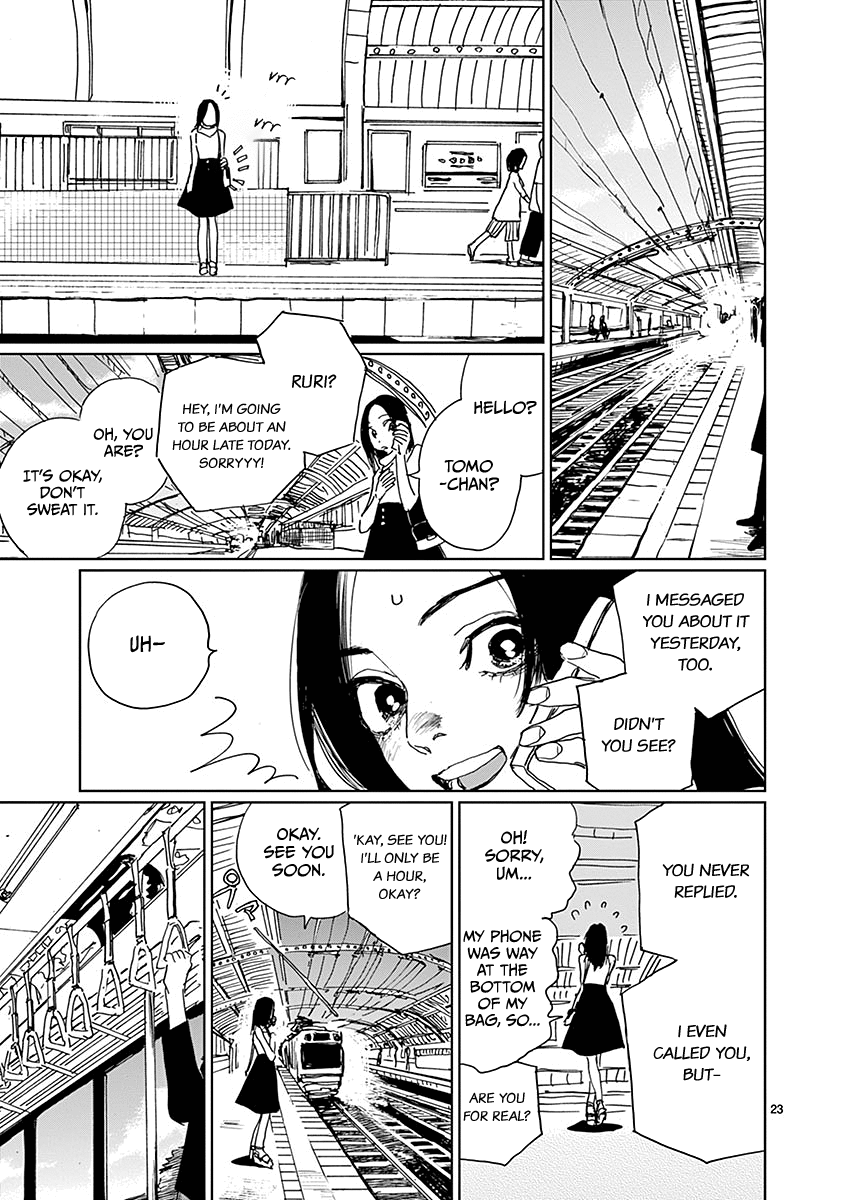 HELLO?
TOMO
-CHAN?
RURI?
HEY, I'M GOING
TO BE ABOUT AN
HOUR LATE TODAY.
SORRYYY!
OH, YOU
ARE?
IT'S OKAY,
DON'T
SWEAT IT.
I MESSAGED
YOU ABOUT IT
YESTERDAY,
TOO.
DIDN'T
YOU SEE?
UH–
YOU NEVER
REPLIED.
I EVEN
CALLED YOU,
BUT–
OH!
SORRY,
UM...
MY PHONE
WAS WAY
AT THE
BOTTOM
OF MY
BAG, SO...
ARE YOU
FOR REAL?
'KAY, SEE YOU!
I'LL ONLY BE
A HOUR,
OKAY?
OKAY.
SEE YOU
SOON.
23